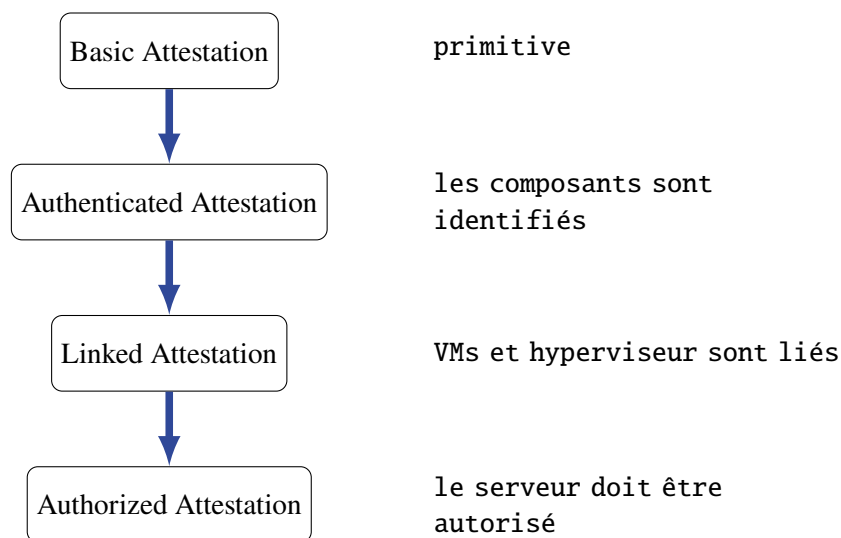 Basic Attestation
primitive
Authenticated Attestation
les composants sont
identifiés
Linked Attestation
VMs et hyperviseur sont liés
Authorized Attestation
le serveur doit être
autorisé